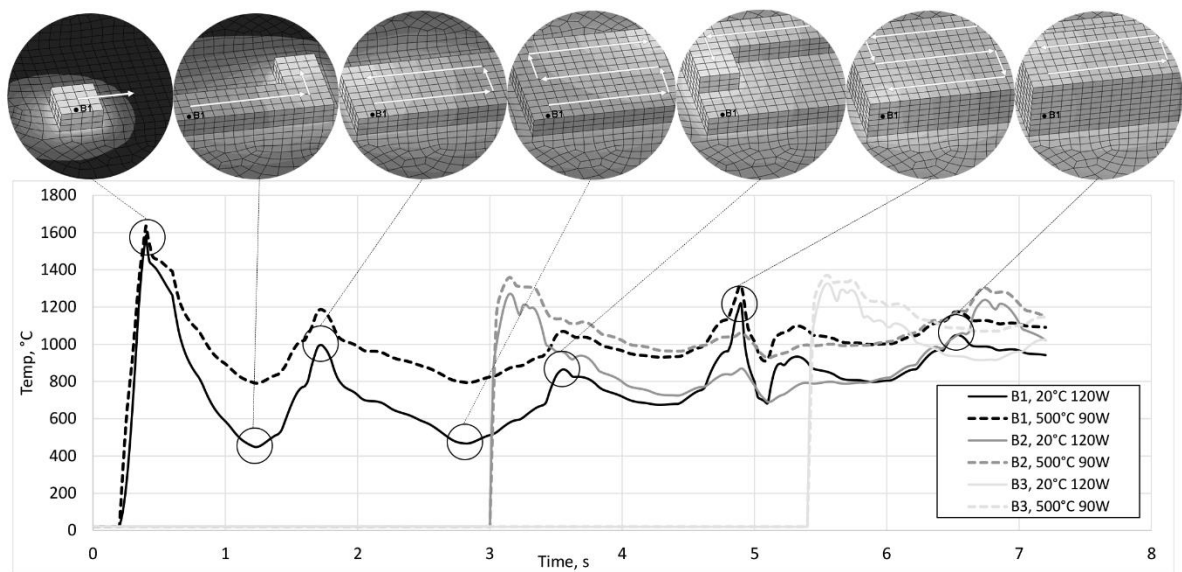 B1
B1
B1
B1
B1
B1
B1
1800
1600
1400
1200
1000
800
600
400
200
0
Temp, °C
0 1 2 3 4 5 6 7 8
Time, s
B1, 20°C 120W
B1, 500°C 90W
B2, 20°C 120W
B2, 500°C 90W
B3, 20°C 120W
B3, 500°C 90W